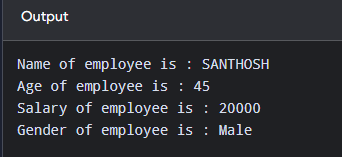 Output
Name of employee is : SANTHOSH
Age of employee is : 45
Salary of employee is : 20000
Gender of employee is : Male